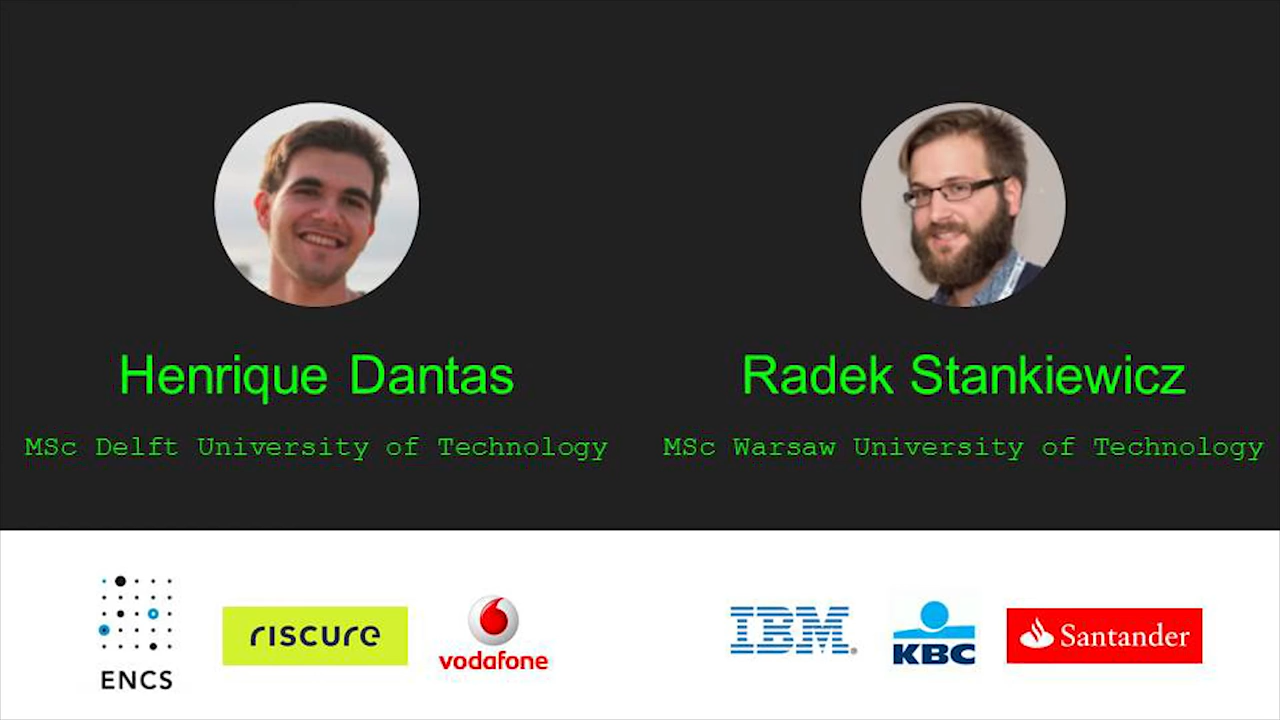 Henrique Dantas
MSc Delft University of Technology
Radek Stankiewicz
MSc Warsaw University of Technology
ENCS
riscure
vodafone
IBM®
KBC
Santander